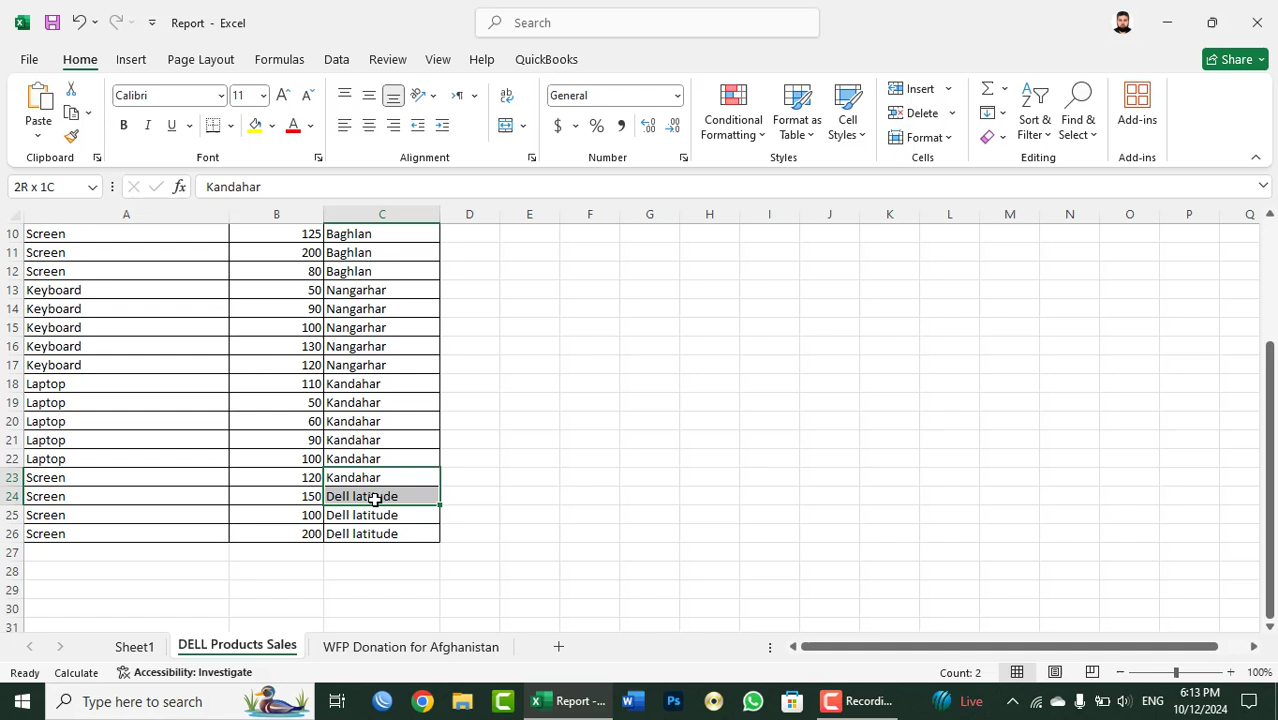 Report - Excel
Search
File Home Insert Page Layout Formulas Data Review View Help QuickBooks
Share
Paste
Calibri 11
B I U A
General
$ % ,
Conditional Formatting
Format as Table
Cell Styles
Insert
Delete
Format
Sort & Filter
Find & Select
Add-ins
Clipboard Font Alignment Number Styles Cells Editing Add-ins
2R x 1C
fx Kandahar
A B C D E F G H I J K L M N O P Q
10 Screen 125 Baghlan
11 Screen 200 Baghlan
12 Screen 80 Baghlan
13 Keyboard 50 Nangarhar
14 Keyboard 90 Nangarhar
15 Keyboard 100 Nangarhar
16 Keyboard 130 Nangarhar
17 Keyboard 120 Nangarhar
18 Laptop 110 Kandahar
19 Laptop 50 Kandahar
20 Laptop 60 Kandahar
21 Laptop 90 Kandahar
22 Laptop 100 Kandahar
23 Screen 120 Kandahar
24 Screen 150 Dell latitude
25 Screen 100 Dell latitude
26 Screen 200 Dell latitude
27
28
29
30
31
Sheet1 DELL Products Sales WFP Donation for Afghanistan
Ready Calculate Accessibility: Investigate Count: 2 100%
Type here to search
Report -...
Recordi...
Live
ENG
6:13 PM
10/12/2024